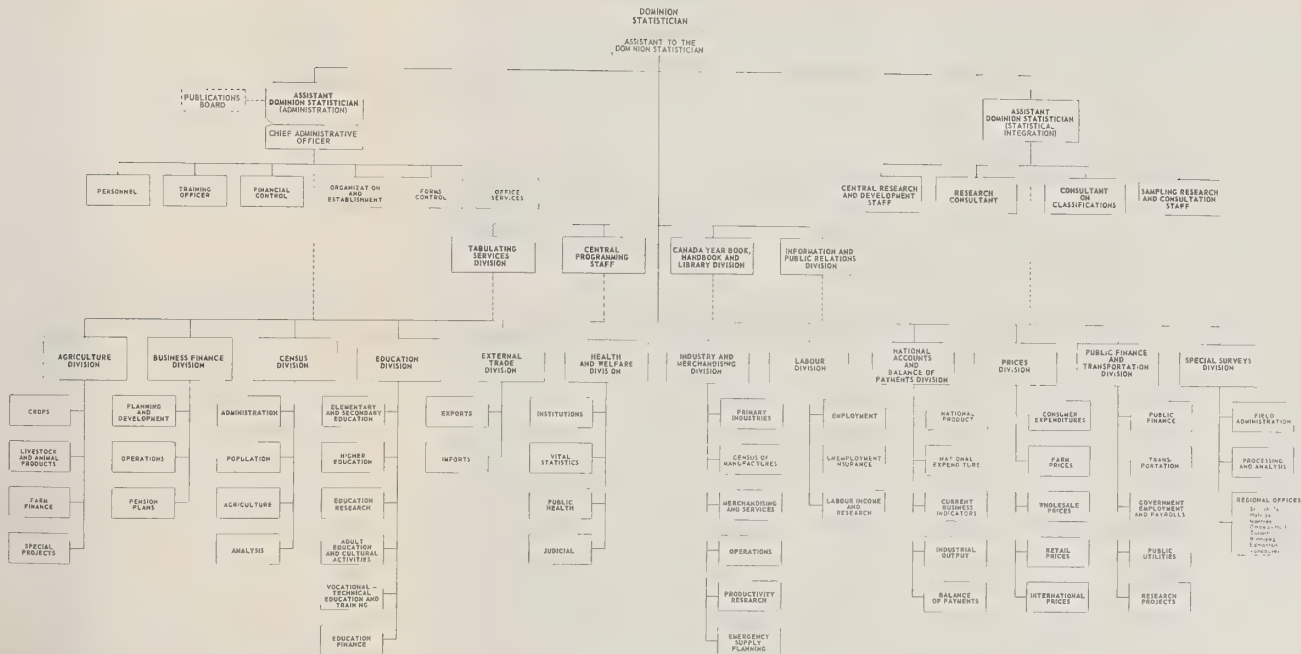 DOMINION
STATISTICIAN
ASSISTANT TO THE
DOMINION STATISTICIAN
PUBLICATIONS
BOARD
ASSISTANT
DOMINION STATISTICIAN
(ADMINISTRATION)
CHIEF ADMINISTRATIVE
OFFICER
ASSISTANT
DOMINION STATISTICIAN
(STATISTICAL
INTEGRATION)
PERSONNEL
TRAINING
OFFICER
FINANCIAL
CONTROL
ORGANIZATION
AND
ESTABLISHMENT
FORMS
CONTROL
OFFICE
SERVICES
CENTRAL RESEARCH
AND DEVELOPMENT
STAFF
RESEARCH
CONSULTANT
CONSULTANT
ON
CLASSIFICATIONS
SAMPLING RESEARCH
AND CONSULTATION
STAFF
TABULATING
SERVICES
DIVISION
CENTRAL
PROGRAMMING
STAFF
CANADA YEAR BOOK,
HANDBOOK AND
LIBRARY DIVISION
INFORMATION AND
PUBLIC RELATIONS
DIVISION
AGRICULTURE
DIVISION
BUSINESS FINANCE
DIVISION
CENSUS
DIVISION
EDUCATION
DIVISION
EXTERNAL
TRADE
DIVISION
HEALTH
AND WELFARE
DIVISION
INDUSTRY AND
MERCHANDISING
DIVISION
LABOUR
DIVISION
NATIONAL
ACCOUNTS
AND
BALANCE OF
PAYMENTS DIVISION
PRICES
DIVISION
PUBLIC FINANCE
AND
TRANSPORTATION
DIVISION
SPECIAL SURVEYS
DIVISION
CROPS
LIVESTOCK
AND ANIMAL
PRODUCTS
FARM
FINANCE
SPECIAL
PROJECTS
PLANNING
AND
DEVELOPMENT
OPERATIONS
PENSION
PLANS
ADMINISTRATION
POPULATION
AGRICULTURE
ANALYSIS
ELEMENTARY
AND SECONDARY
EDUCATION
HIGHER
EDUCATION
EDUCATION
RESEARCH
ADULT
EDUCATION
AND CULTURAL
ACTIVITIES
VOCATIONAL –
TECHNICAL
EDUCATION AND
TRAINING
EDUCATION
FINANCE
EXPORTS
IMPORTS
INSTITUTIONS
VITAL
STATISTICS
PUBLIC
HEALTH
JUDICIAL
PRIMARY
INDUSTRIES
CENSUS OF
MANUFACTURES
MERCHANDISING
AND SERVICES
OPERATIONS
PRODUCTIVITY
RESEARCH
EMERGENCY
SUPPLY
PLANNING
EMPLOYMENT
UNEMPLOYMENT
INSURANCE
LABOUR INCOME
AND
RESEARCH
NATIONAL
PRODUCT
NATIONAL
EXPENDITURE
CURRENT
BUSINESS
INDICATORS
INDUSTRIAL
OUTPUT
BALANCE
OF PAYMENTS
CONSUMER
EXPENDITURES
FARM
PRICES
WHOLESALE
PRICES
RETAIL
PRICES
INTERNATIONAL
PRICES
PUBLIC
FINANCE
TRANS-
PORTATION
GOVERNMENT
EMPLOYMENT
AND PAYROLLS
PUBLIC
UTILITIES
RESEARCH
PROJECTS
FIELD
ADMINISTRATION
PROCESSING
AND ANALYSIS
REGIONAL OFFICES
Winnipeg
Edmonton
Vancouver